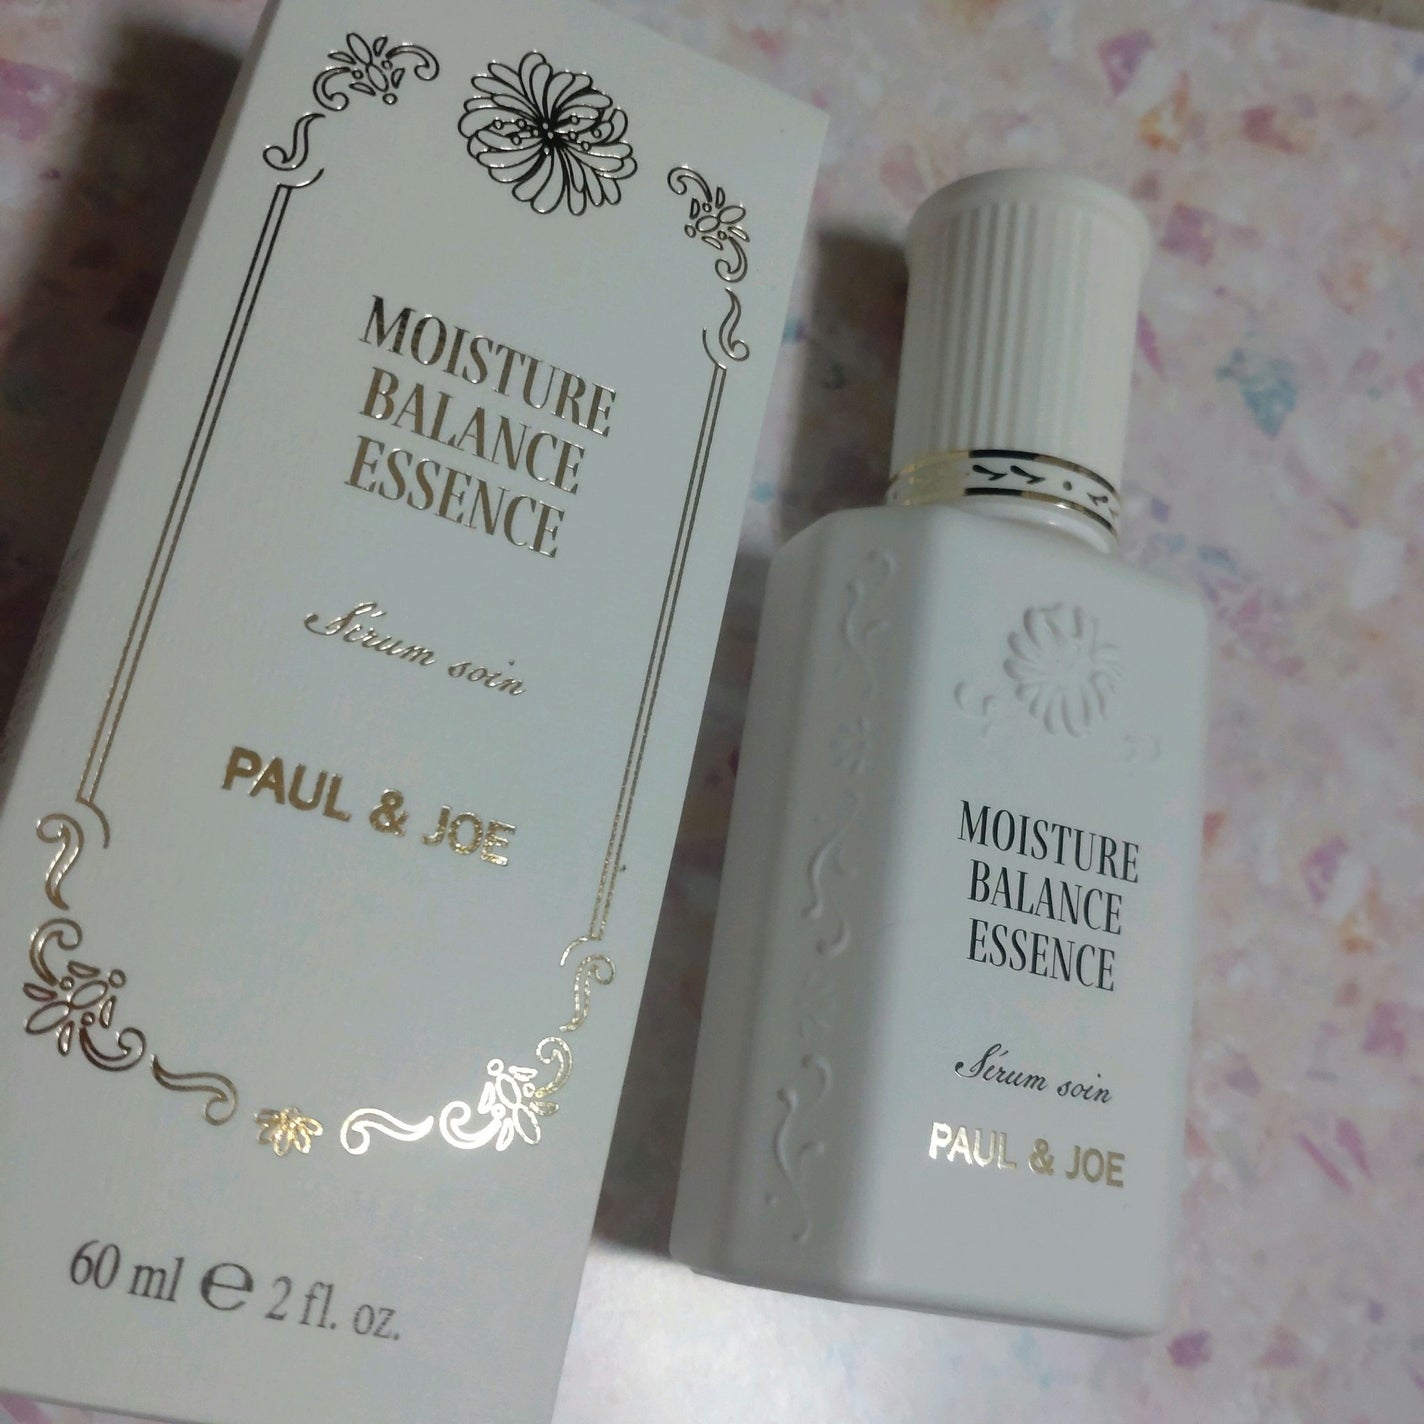 MOISTURE
BALANCE
ESSENCE
Sérum soin
PAUL & JOE
60 ml ℮ 2 fl. oz.
MOISTURE
BALANCE
ESSENCE
Sérum soin
PAUL & JOE